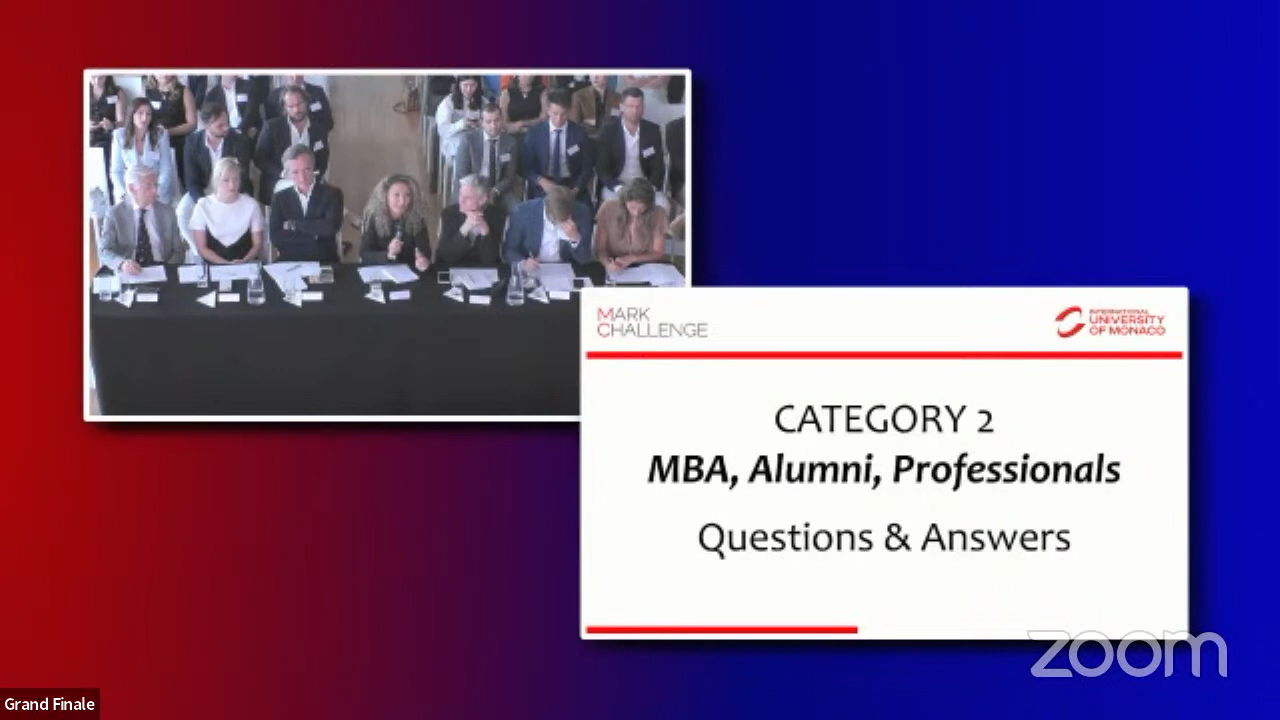 MARK
CHALLENGE
INTERNATIONAL
UNIVERSITY
OF MONACO
CATEGORY 2
MBA, Alumni, Professionals
Questions & Answers
zoom
Grand Finale